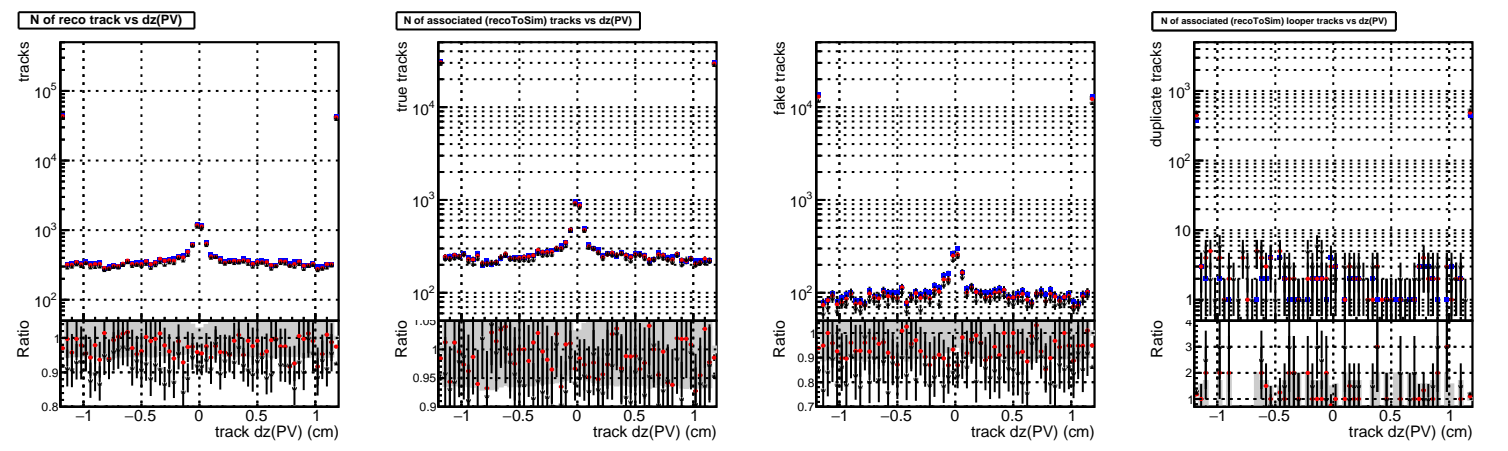 N of reco track vs dz(PV)
tracks
10^5
10^4
10^3
10^2
Ratio
1
0.9
0.8
−1 −0.5 0 0.5 1
track dz(PV) (cm)
N of associated (recoToSim) tracks vs dz(PV)
true tracks
10^4
10^3
10^2
Ratio
1.05
1
0.95
0.9
−1 −0.5 0 0.5 1
track dz(PV) (cm)
fake tracks
10^4
10^3
10^2
Ratio
1
0.9
0.8
0.7
−1 −0.5 0 0.5 1
track dz(PV) (cm)
N of associated (recoToSim) looper tracks vs dz(PV)
duplicate tracks
10^3
10^2
10
1
Ratio
4
3
2
1
−1 −0.5 0 0.5 1
track dz(PV) (cm)